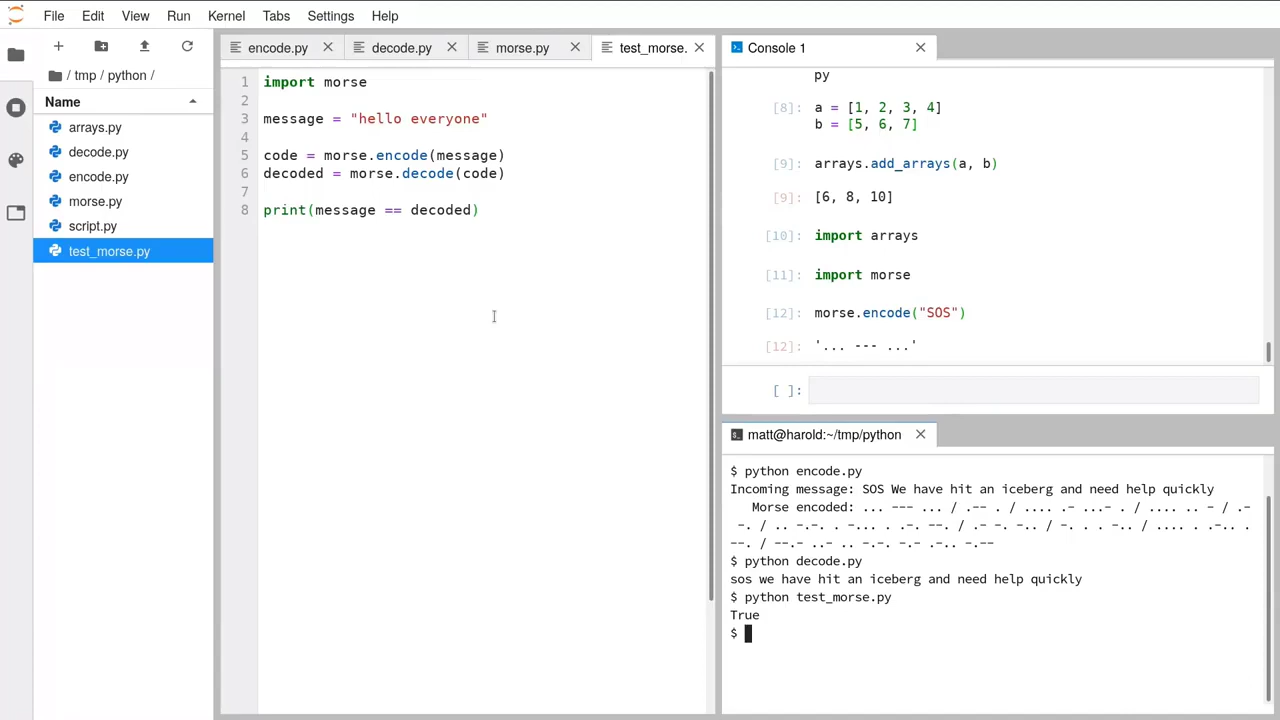 File Edit View Run Kernel Tabs Settings Help
/ tmp / python /
Name
arrays.py
decode.py
encode.py
morse.py
script.py
test_morse.py
encode.py decode.py morse.py test_morse.
1 import morse
2
3 message = "hello everyone"
4
5 code = morse.encode(message)
6 decoded = morse.decode(code)
7
8 print(message == decoded)
Console 1
py
[8]: a = [1, 2, 3, 4]
b = [5, 6, 7]
[9]: arrays.add_arrays(a, b)
[9]: [6, 8, 10]
[10]: import arrays
[11]: import morse
[12]: morse.encode("SOS")
[12]: '... --- ...'
[ ]:
matt@harold:~/tmp/python
$ python encode.py
Incoming message: SOS We have hit an iceberg and need help quickly
Morse encoded: ... --- ... / .-- . / .... .- ...- . / .... .. - / .-
-. / .. -.-. . -... . .-. --. / .- -. -.. / -. . . -.. / .... . .-.. .
--. / --.- ..- .. -.-. -.- .-.. -.--
$ python decode.py
sos we have hit an iceberg and need help quickly
$ python test_morse.py
True
$